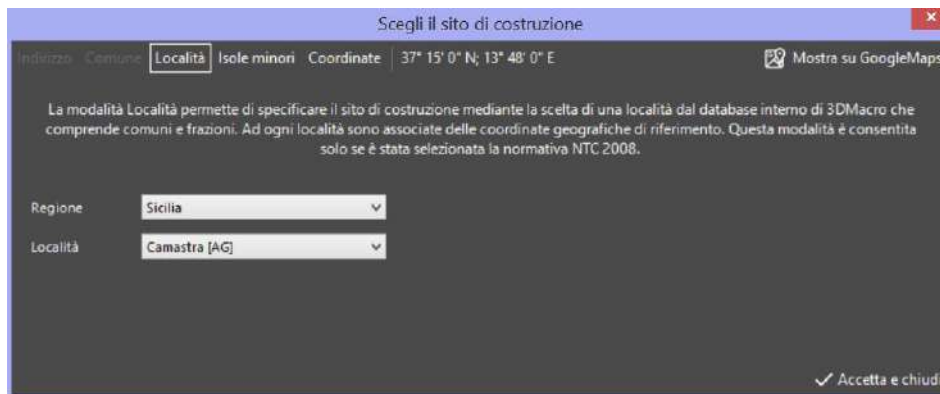 Scegli il sito di costruzione
Indirizzo Comune Località Isole minori Coordinate 37° 15' 0" N; 13° 48' 0" E Mostra su GoogleMaps
La modalità Località permette di specificare il sito di costruzione mediante la scelta di una località dal database interno di 3DMacro che
comprende comuni e frazioni. Ad ogni località sono associate delle coordinate geografiche di riferimento. Questa modalità è consentita
solo se è stata selezionata la normativa NTC 2008.
Regione Sicilia
Località Camastra [AG]
Accetta e chiudi